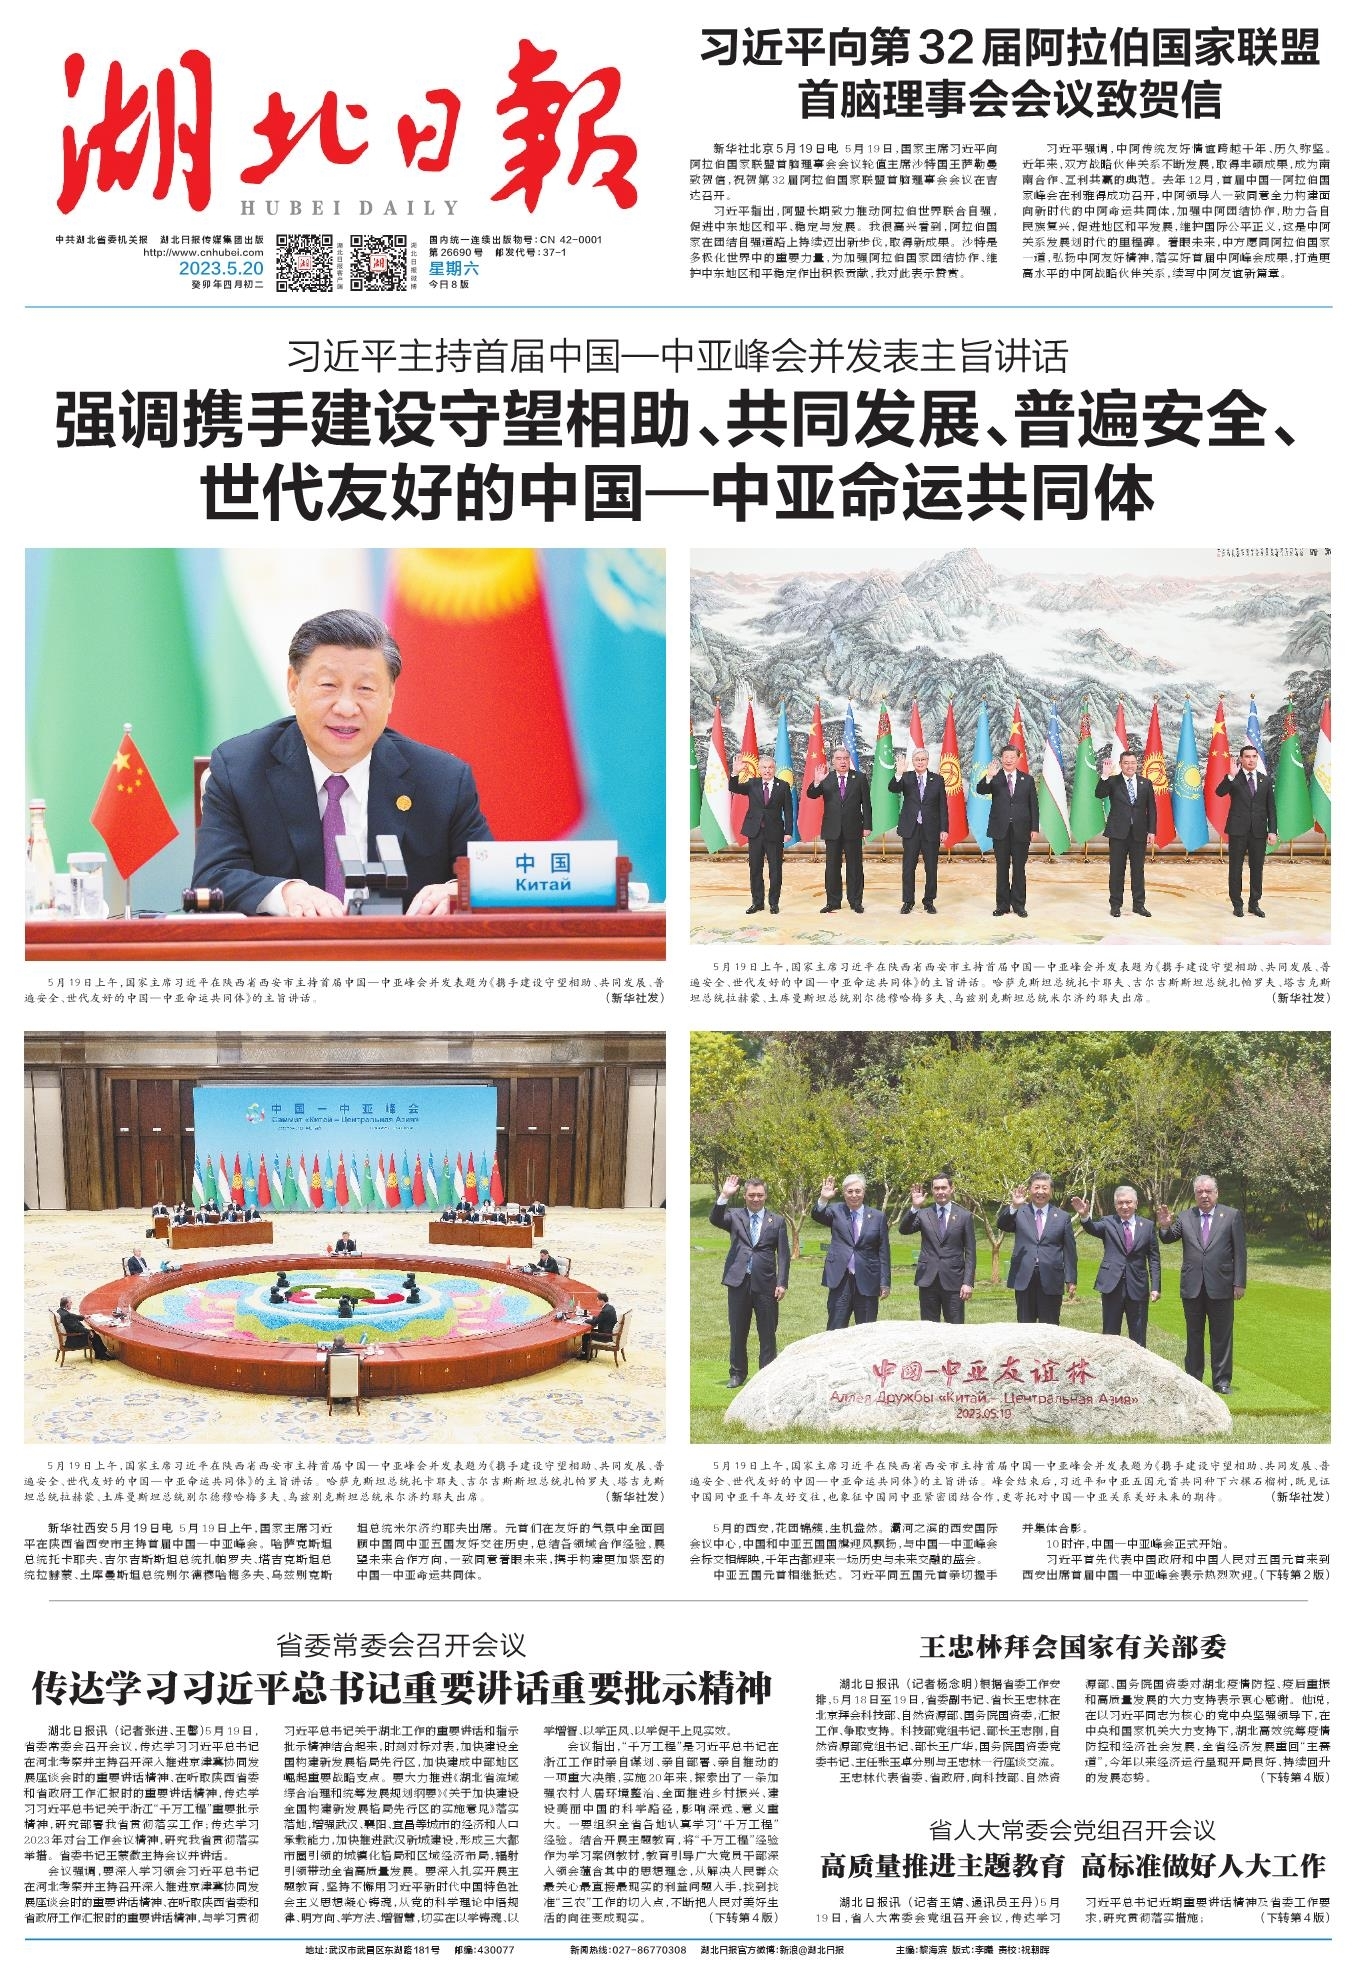 湖北日报
HUBEI DAILY
中共湖北省委机关报 湖北日报传媒集团出版
http://www.cnhubei.com
2023.5.20
癸卯年四月初二
湖北日报客户端
湖北日报微博
国内统一连续出版物号：CN 42-0001
第26690号 邮发代号：37-1
星期六
今日8版
习近平向第32届阿拉伯国家联盟
首脑理事会会议致贺信
新华社北京5月19日电 5月19日，国家主席习近平向
阿拉伯国家联盟首脑理事会会议轮值主席沙特国王萨勒曼
致贺信，祝贺第32届阿拉伯国家联盟首脑理事会会议在吉
达召开。
习近平指出，阿盟长期致力推动阿拉伯世界联合自强，
促进中东地区和平、稳定与发展。我很高兴看到，阿拉伯国
家在团结自强道路上持续迈出新步伐，取得新成果。沙特是
多极化世界中的重要力量，为加强阿拉伯国家团结协作、维
护中东地区和平稳定作出积极贡献，我对此表示赞赏。
习近平强调，中阿传统友好情谊跨越千年、历久弥坚。
近年来，双方战略伙伴关系不断发展，取得丰硕成果，成为南
南合作、互利共赢的典范。去年12月，首届中国—阿拉伯国
家峰会在利雅得成功召开，中阿领导人一致同意全力构建面
向新时代的中阿命运共同体，加强中阿团结协作，助力各自
民族复兴，促进地区和平发展，维护国际公平正义，这是中阿
关系发展划时代的里程碑。着眼未来，中方愿同阿拉伯国家
一道，弘扬中阿友好精神，落实好首届中阿峰会成果，打造更
高水平的中阿战略伙伴关系，续写中阿友谊新篇章。
习近平主持首届中国—中亚峰会并发表主旨讲话
强调携手建设守望相助、共同发展、普遍安全、
世代友好的中国—中亚命运共同体
中国
Китай
5月19日上午，国家主席习近平在陕西省西安市主持首届中国—中亚峰会并发表题为《携手建设守望相助、共同发展、普
遍安全、世代友好的中国—中亚命运共同体》的主旨讲话。 （新华社发）
5月19日上午，国家主席习近平在陕西省西安市主持首届中国—中亚峰会并发表题为《携手建设守望相助、共同发展、普
遍安全、世代友好的中国—中亚命运共同体》的主旨讲话。哈萨克斯坦总统托卡耶夫、吉尔吉斯斯坦总统扎帕罗夫、塔吉克斯
坦总统拉赫蒙、土库曼斯坦总统别尔德穆哈梅多夫、乌兹别克斯坦总统米尔济约耶夫出席。 （新华社发）
中国—中亚峰会
Саммит «Китай – Центральная Азия»
中国—中亚友谊林
Аллея Дружбы «Китай – Центральная Азия»
2023.05.19
5月19日上午，国家主席习近平在陕西省西安市主持首届中国—中亚峰会并发表题为《携手建设守望相助、共同发展、普
遍安全、世代友好的中国—中亚命运共同体》的主旨讲话。哈萨克斯坦总统托卡耶夫、吉尔吉斯斯坦总统扎帕罗夫、塔吉克斯
坦总统拉赫蒙、土库曼斯坦总统别尔德穆哈梅多夫、乌兹别克斯坦总统米尔济约耶夫出席。 （新华社发）
5月19日上午，国家主席习近平在陕西省西安市主持首届中国—中亚峰会并发表题为《携手建设守望相助、共同发展、普
遍安全、世代友好的中国—中亚命运共同体》的主旨讲话。峰会结束后，习近平和中亚五国元首共同种下六棵石榴树，既见证
中国同中亚千年友好交往，也象征中国同中亚紧密团结合作，更寄托对中国—中亚关系美好未来的期待。 （新华社发）
新华社西安5月19日电 5月19日上午，国家主席习近
平在陕西省西安市主持首届中国—中亚峰会。哈萨克斯坦
总统托卡耶夫、吉尔吉斯斯坦总统扎帕罗夫、塔吉克斯坦总
统拉赫蒙、土库曼斯坦总统别尔德穆哈梅多夫、乌兹别克斯
坦总统米尔济约耶夫出席。元首们在友好的气氛中全面回
顾中国同中亚五国友好交往历史，总结各领域合作经验，展
望未来合作方向，一致同意着眼未来，携手构建更加紧密的
中国—中亚命运共同体。
5月的西安，花团锦簇，生机盎然。灞河之滨的西安国际
会议中心，中国和中亚五国国旗迎风飘扬，与中国—中亚峰会
会标交相辉映，千年古都迎来一场历史与未来交融的盛会。
中亚五国元首相继抵达。习近平同五国元首亲切握手
并集体合影。
10时许，中国—中亚峰会正式开始。
习近平首先代表中国政府和中国人民对五国元首来到
西安出席首届中国—中亚峰会表示热烈欢迎。（下转第2版）
省委常委会召开会议
传达学习习近平总书记重要讲话重要批示精神
湖北日报讯（记者张进、王馨）5月19日，
省委常委会召开会议，传达学习习近平总书记
在河北考察并主持召开深入推进京津冀协同发
展座谈会时的重要讲话精神、在听取陕西省委
和省政府工作汇报时的重要讲话精神，传达学
习习近平总书记关于浙江“千万工程”重要批示
精神，研究部署我省贯彻落实工作；传达学习
2023年对台工作会议精神，研究我省贯彻落实
举措。省委书记王蒙徽主持会议并讲话。
会议强调，要深入学习领会习近平总书记
在河北考察并主持召开深入推进京津冀协同发
展座谈会时的重要讲话精神、在听取陕西省委和
省政府工作汇报时的重要讲话精神，与学习贯彻
习近平总书记关于湖北工作的重要讲话和指示
批示精神结合起来，时刻对标对表，加快建设全
国构建新发展格局先行区，加快建成中部地区
崛起重要战略支点。要大力推进《湖北省流域
综合治理和统筹发展规划纲要》《关于加快建设
全国构建新发展格局先行区的实施意见》落实
落地，增强武汉、襄阳、宜昌等城市的经济和人口
承载能力，加快推进武汉新城建设，形成三大都
市圈引领的城镇化格局和区域经济布局，辐射
引领带动全省高质量发展。要深入扎实开展主
题教育，坚持不懈用习近平新时代中国特色社
会主义思想凝心铸魂，从党的科学理论中悟规
律、明方向、学方法、增智慧，切实在以学铸魂、以
学增智、以学正风、以学促干上见实效。
会议指出，“千万工程”是习近平总书记在
浙江工作时亲自谋划、亲自部署、亲自推动的
一项重大决策，实施20年来，探索出了一条加
强农村人居环境整治、全面推进乡村振兴、建
设美丽中国的科学路径，影响深远、意义重
大。一要组织全省各地认真学习“千万工程”
经验。结合开展主题教育，将“千万工程”经验
作为学习案例教材，教育引导广大党员干部深
入领会蕴含其中的思想理念，从解决人民群众
最关心最直接最现实的利益问题入手，找到找
准“三农”工作的切入点，不断把人民对美好生
活的向往变成现实。 （下转第4版）
王忠林拜会国家有关部委
湖北日报讯（记者杨念明）根据省委工作安
排，5月18日至19日，省委副书记、省长王忠林在
北京拜会科技部、自然资源部、国务院国资委，汇报
工作、争取支持。科技部党组书记、部长王志刚，自
然资源部党组书记、部长王广华，国务院国资委党
委书记、主任张玉卓分别与王忠林一行座谈交流。
王忠林代表省委、省政府，向科技部、自然资
源部、国务院国资委对湖北疫情防控、疫后重振
和高质量发展的大力支持表示衷心感谢。他说，
在以习近平同志为核心的党中央坚强领导下，在
中央和国家机关大力支持下，湖北高效统筹疫情
防控和经济社会发展，全省经济发展重回“主赛
道”，今年以来经济运行呈现开局良好、持续回升
的发展态势。 （下转第4版）
省人大常委会党组召开会议
高质量推进主题教育 高标准做好人大工作
湖北日报讯（记者王婧、通讯员王丹）5月
19日，省人大常委会党组召开会议，传达学习
习近平总书记近期重要讲话精神及省委工作要
求，研究贯彻落实措施； （下转第4版）
地址：武汉市武昌区东湖路181号 邮编：430077 新闻热线：027-86770308 湖北日报官方微博：新浪@湖北日报 主编：黎海滨 版式：李曦 责校：祝朝晖